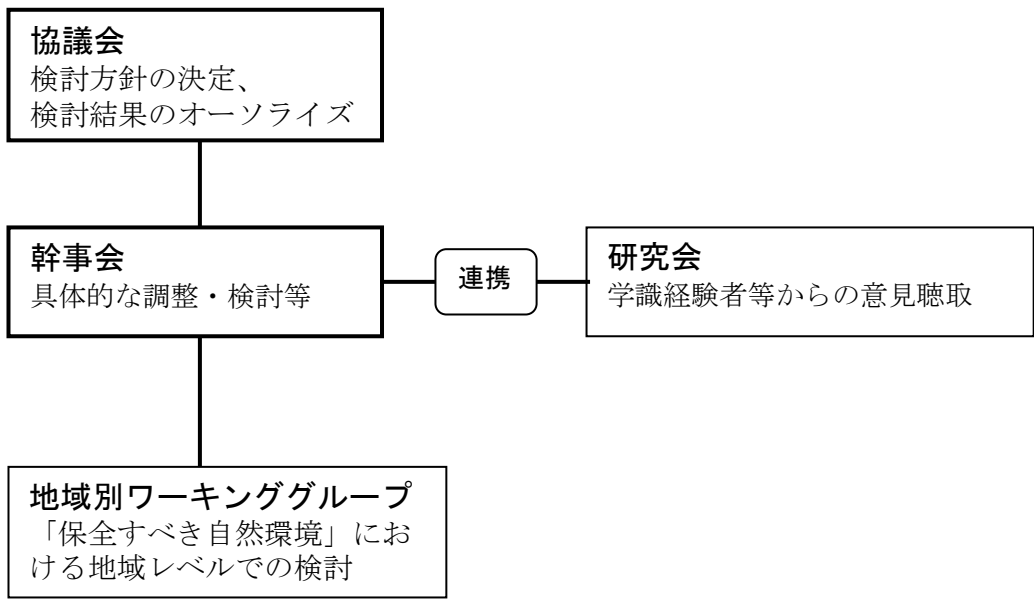 協議会
検討方針の決定、
検討結果のオーソライズ
幹事会
具体的な調整・検討等
連携
研究会
学識経験者等からの意見聴取
地域別ワーキンググループ
「保全すべき自然環境」にお
ける地域レベルでの検討